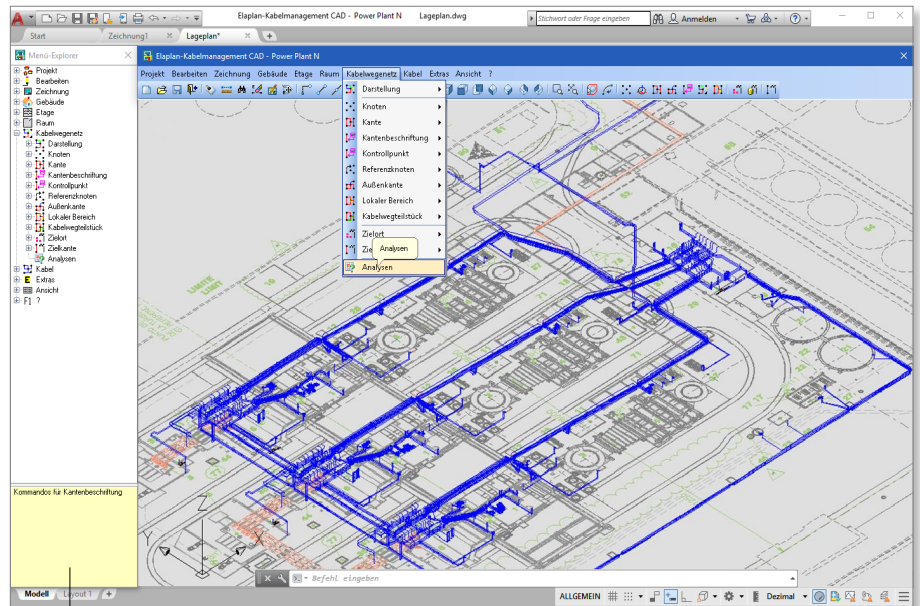 Elaplan-Kabelmanagement CAD - Power Plant N Lageplan.dwg
Stichwort oder Frage eingeben
Anmelden
Start
Zeichnung1
Lageplan*
Menü-Explorer
Elaplan-Kabelmanagement CAD - Power Plant N
Projekt Bearbeiten Zeichnung Gebäude Etage Raum Kabelwegenetz Kabel Extras Ansicht ?
Projekt
Bearbeiten
Zeichnung
Gebäude
Etage
Raum
Kabelwegenetz
Darstellung
Knoten
Kante
Kantenbeschriftung
Kontrollpunkt
Referenzknoten
Außenkante
Lokaler Bereich
Kabelwegteilstück
Zielort
Zielkante
Analysen
Kabel
Extras
Ansicht
?
Darstellung
Knoten
Kante
Kantenbeschriftung
Kontrollpunkt
Referenzknoten
Außenkante
Lokaler Bereich
Kabelwegteilstück
Zielort
Zie
Analysen
Analysen
Kommandos für Kantenbeschriftung
Z
Y
X
Befehl eingeben
Modell
Layout 1
ALLGEMEIN
Dezimal